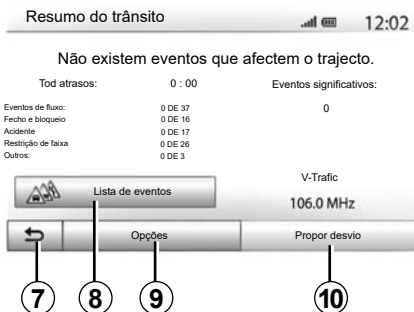 Resumo do trânsito
12:02
Não existem eventos que afectem o trajecto.
Tod atrasos: 0 : 00 Eventos significativos:
0
Eventos de fluxo: 0 DE 37
Fecho e bloqueio 0 DE 16
Acidente 0 DE 17
Restrição de faixa 0 DE 26
Outros: 0 DE 3
V-Trafic
Lista de eventos
106.0 MHz
Opções Propor desvio
7 8 9 10